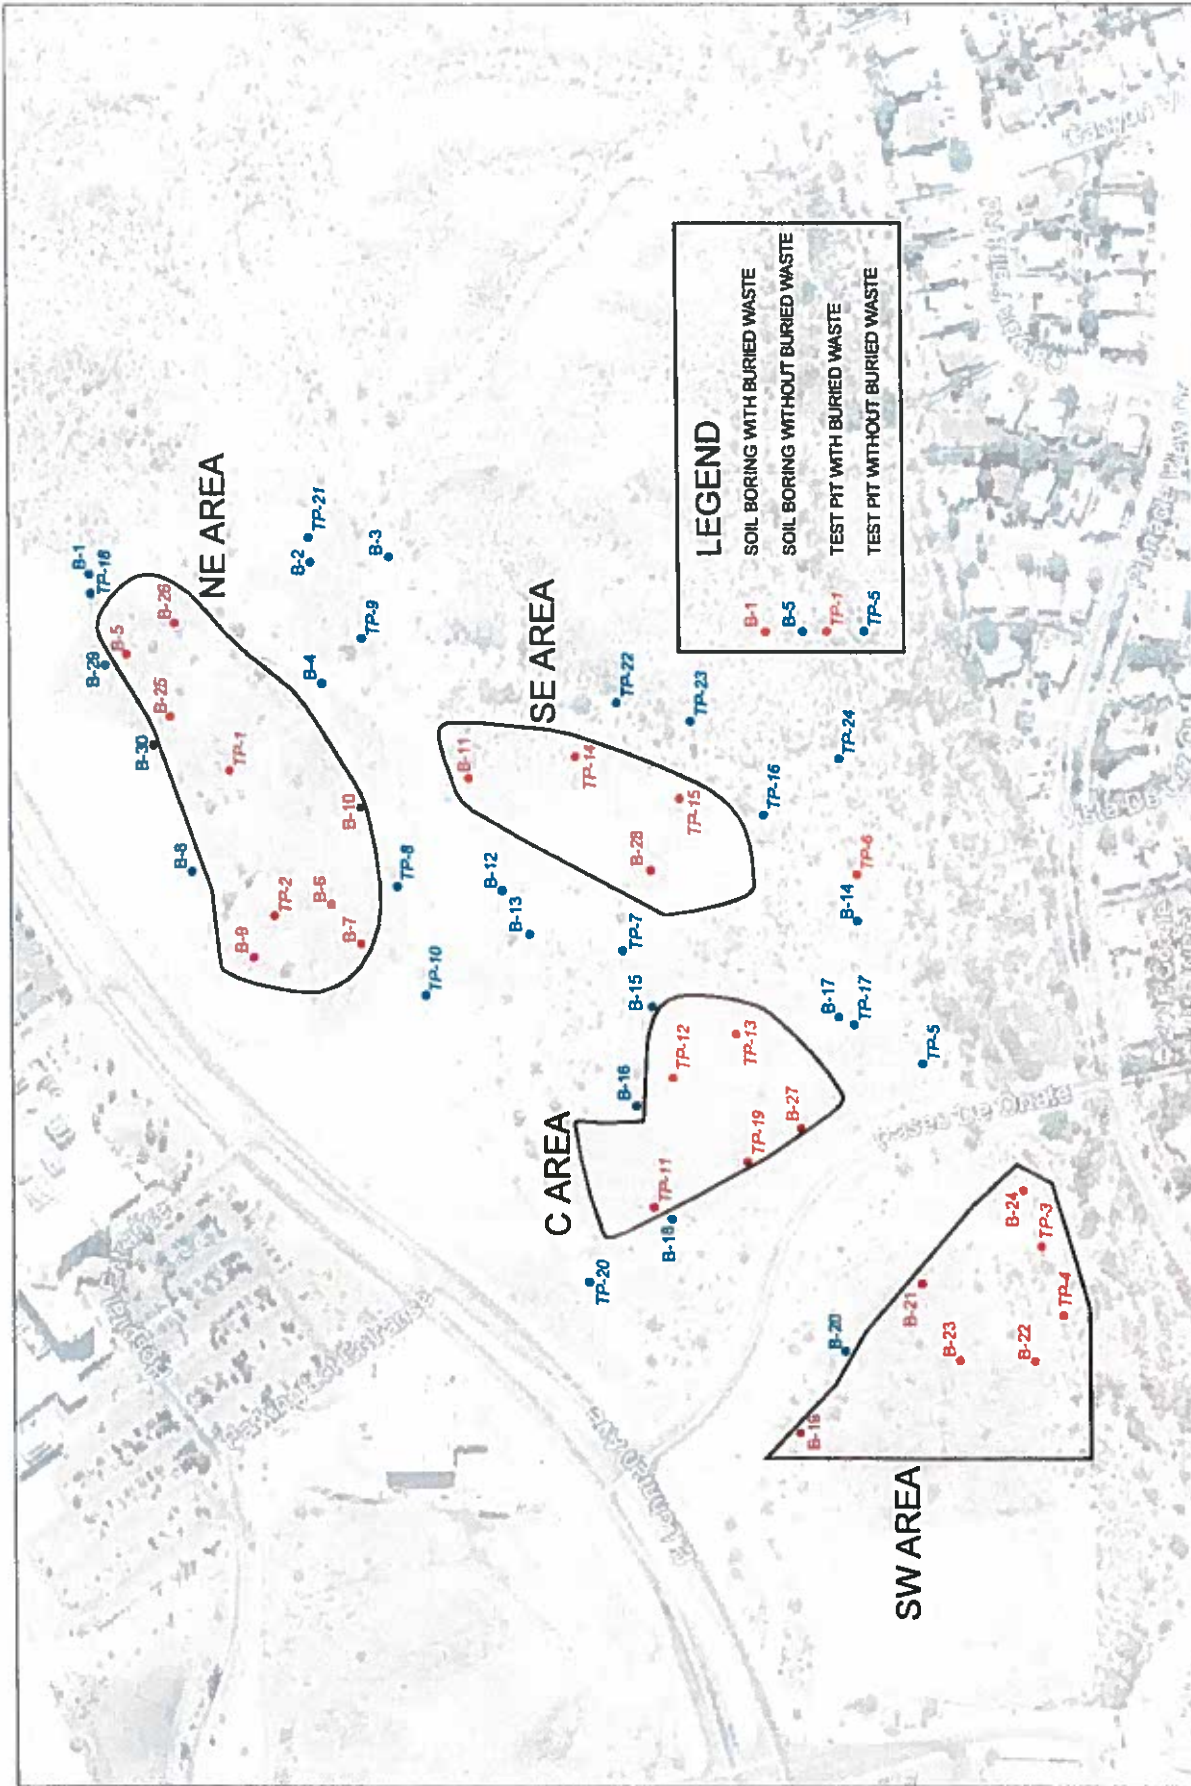 B-1
TP-18
B-29
B-5
B-26
B-30
B-25
TP-1
NE AREA
B-2
TP-21
B-3
B-4
TP-9
B-8
B-9
TP-2
B-6
B-7
B-10
TP-8
TP-10
B-12
B-13
B-11
SE AREA
TP-14
TP-15
B-28
TP-22
TP-23
TP-16
TP-24
TP-7
B-15
B-16
TP-12
TP-13
C AREA
TP-11
TP-19
B-27
B-18
TP-20
B-14
TP-6
B-17
TP-17
TP-5
B-20
B-19
B-21
B-23
B-22
B-24
TP-3
TP-4
SW AREA
LEGEND
B-1 SOIL BORING WITH BURIED WASTE
B-5 SOIL BORING WITHOUT BURIED WASTE
TP-1 TEST PIT WITH BURIED WASTE
TP-5 TEST PIT WITHOUT BURIED WASTE